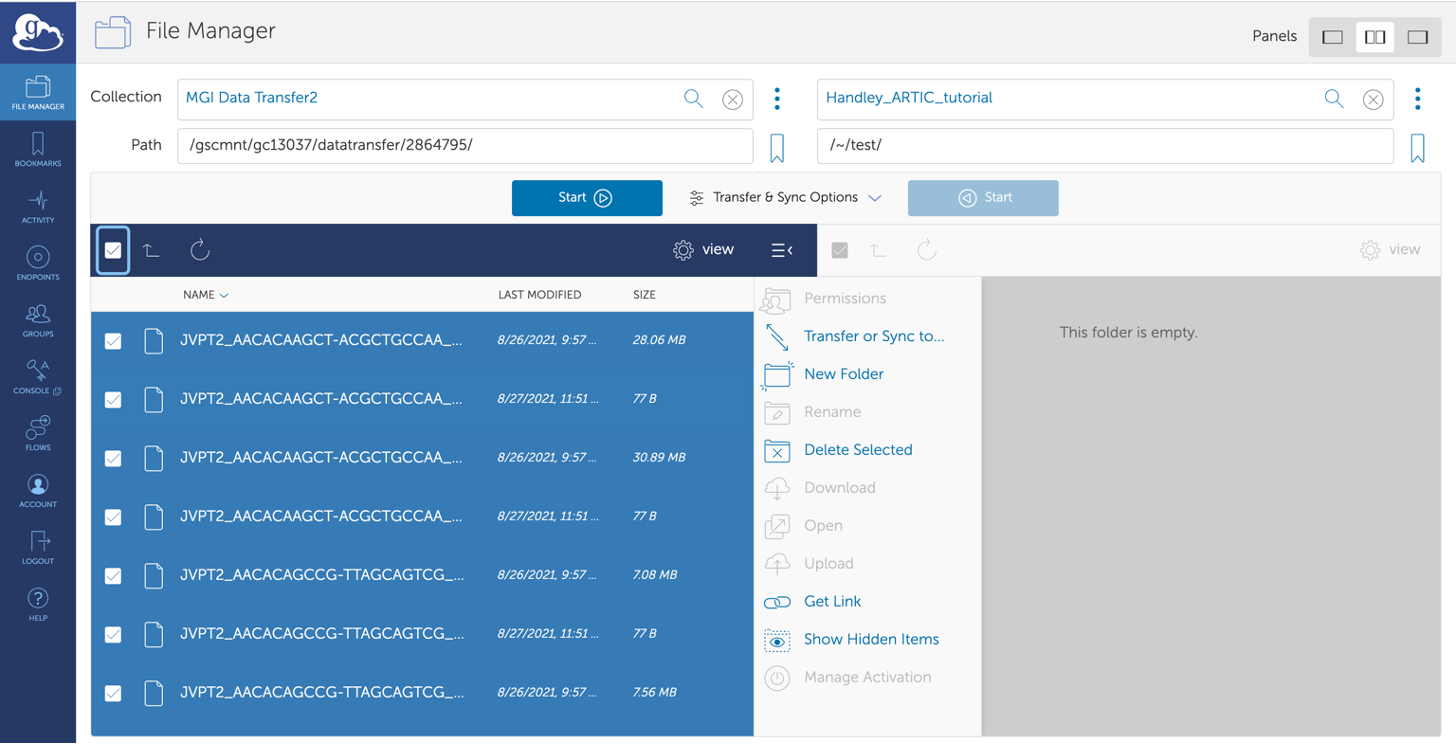 g
File Manager
Panels
FILE MANAGER
BOOKMARKS
ACTIVITY
ENDPOINTS
GROUPS
CONSOLE
FLOWS
ACCOUNT
LOGOUT
HELP
Collection MGI Data Transfer2 Handley_ARTIC_tutorial
Path /gscmnt/gc13037/datatransfer/2864795/ /~/test/
Start Transfer & Sync Options Start
view view
NAME LAST MODIFIED SIZE
JVPT2_AACACAAGCT-ACGCTGCCAA_... 8/26/2021, 9:57 ... 28.06 MB
JVPT2_AACACAAGCT-ACGCTGCCAA_... 8/27/2021, 11:51 ... 77 B
JVPT2_AACACAAGCT-ACGCTGCCAA_... 8/26/2021, 9:57 ... 30.89 MB
JVPT2_AACACAAGCT-ACGCTGCCAA_... 8/27/2021, 11:51 ... 77 B
JVPT2_AACACAGCCG-TTAGCAGTCG_... 8/26/2021, 9:57 ... 7.08 MB
JVPT2_AACACAGCCG-TTAGCAGTCG_... 8/27/2021, 11:51 ... 77 B
JVPT2_AACACAGCCG-TTAGCAGTCG_... 8/26/2021, 9:57 ... 7.56 MB
Permissions
Transfer or Sync to...
New Folder
Rename
Delete Selected
Download
Open
Upload
Get Link
Show Hidden Items
Manage Activation
This folder is empty.